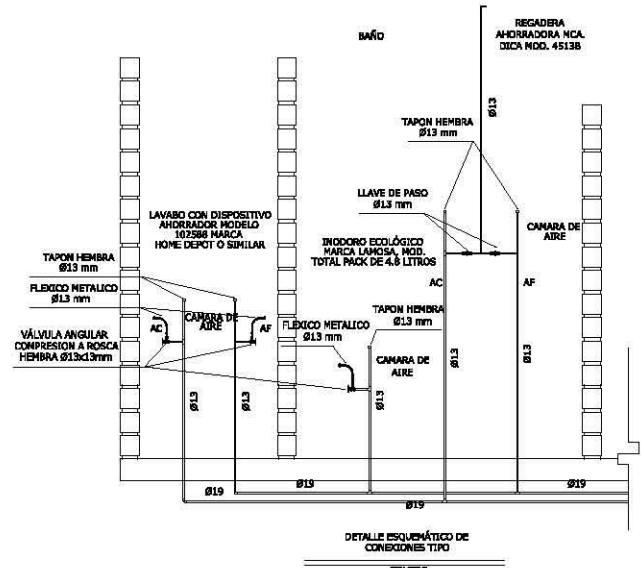 BAÑO
REGADERA
AHORRADORA MCA.
DICA MOD. 45138
Ø13
TAPON HEMBRA
Ø13 mm
LLAVE DE PASO
Ø13 mm
CAMARA DE
AIRE
LAVABO CON DISPOSITIVO
AHORRADOR MODELO
102588 MARCA
HOME DEPOT O SIMILAR
INODORO ECOLÓGICO
MARCA LAMOSA, MOD.
TOTAL PACK DE 4.8 LITROS
TAPON HEMBRA
Ø13 mm
FLEXICO METALICO
Ø13 mm
AC
CAMARA DE
AIRE
AF
VÁLVULA ANGULAR
COMPRESION A ROSCA
HEMBRA Ø13x13mm
FLEXICO METALICO
Ø13 mm
TAPON HEMBRA
Ø13 mm
CAMARA DE
AIRE
AC
AF
Ø13
Ø13
Ø13
Ø13
Ø13
Ø19
Ø19
Ø19
Ø19
DETALLE ESQUEMÁTICO DE
CONEXIONES TIPO